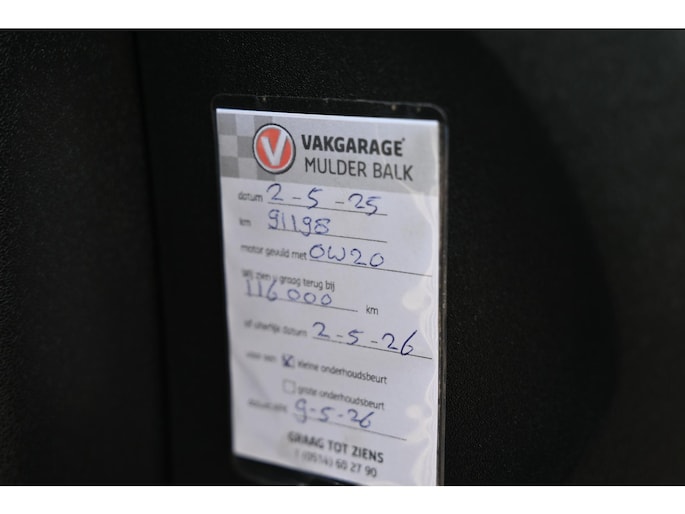 V VAKGARAGE
MULDER BALK
datum 2-5-25
km 91198
motor gevuld met 0W20
Wij zien u graag terug bij
116000 km
of uiterlijk datum 2-5-26
voor een kleine onderhoudsbeurt
grote onderhoudsbeurt
9-5-26
GRAAG TOT ZIENS
T (0514) 60 27 90